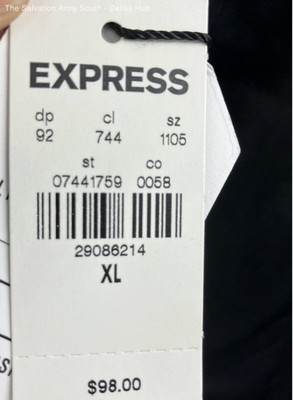 The Salvation Army South - Dallas Hub
EXPRESS
dp cl sz
92 744 1105
st co
07441759 0058
29086214
XL
$98.00